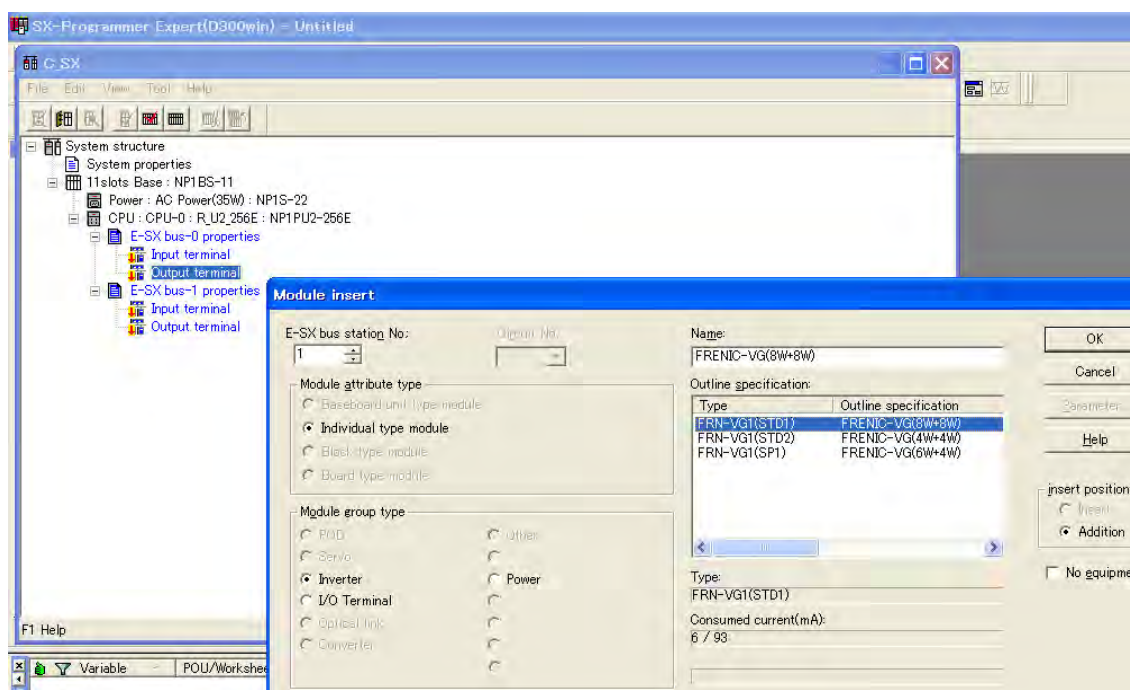 SX-Programmer Expert(D300win) - Untitled
C_SX
File Edit View Tool Help
System structure
System properties
11slots Base : NP1BS-11
Power : AC Power(35W) : NP1S-22
CPU : CPU-0 : R_U2_256E : NP1PU2-256E
E-SX bus-0 properties
Input terminal
Output terminal
E-SX bus-1 properties
Input terminal
Output terminal
F1 Help
Variable
POU/Workshee
Module insert
E-SX bus station No:
1
Module attribute type
Baseboard unit type module
Individual type module
Block type module
Board type module
Module group type
POD
Other
Servo
Inverter
Power
I/O Terminal
Optical link
Converter
Name:
FRENIC-VG(8W+8W)
Outline specification:
Type Outline specification
FRN-VG1(STD1) FRENIC-VG(8W+8W)
FRN-VG1(STD2) FRENIC-VG(4W+4W)
FRN-VG1(SP1) FRENIC-VG(6W+4W)
Type:
FRN-VG1(STD1)
Consumed current(mA):
6 / 93
OK
Cancel
Parameter
Help
insert position
Insert
Addition
No equipme